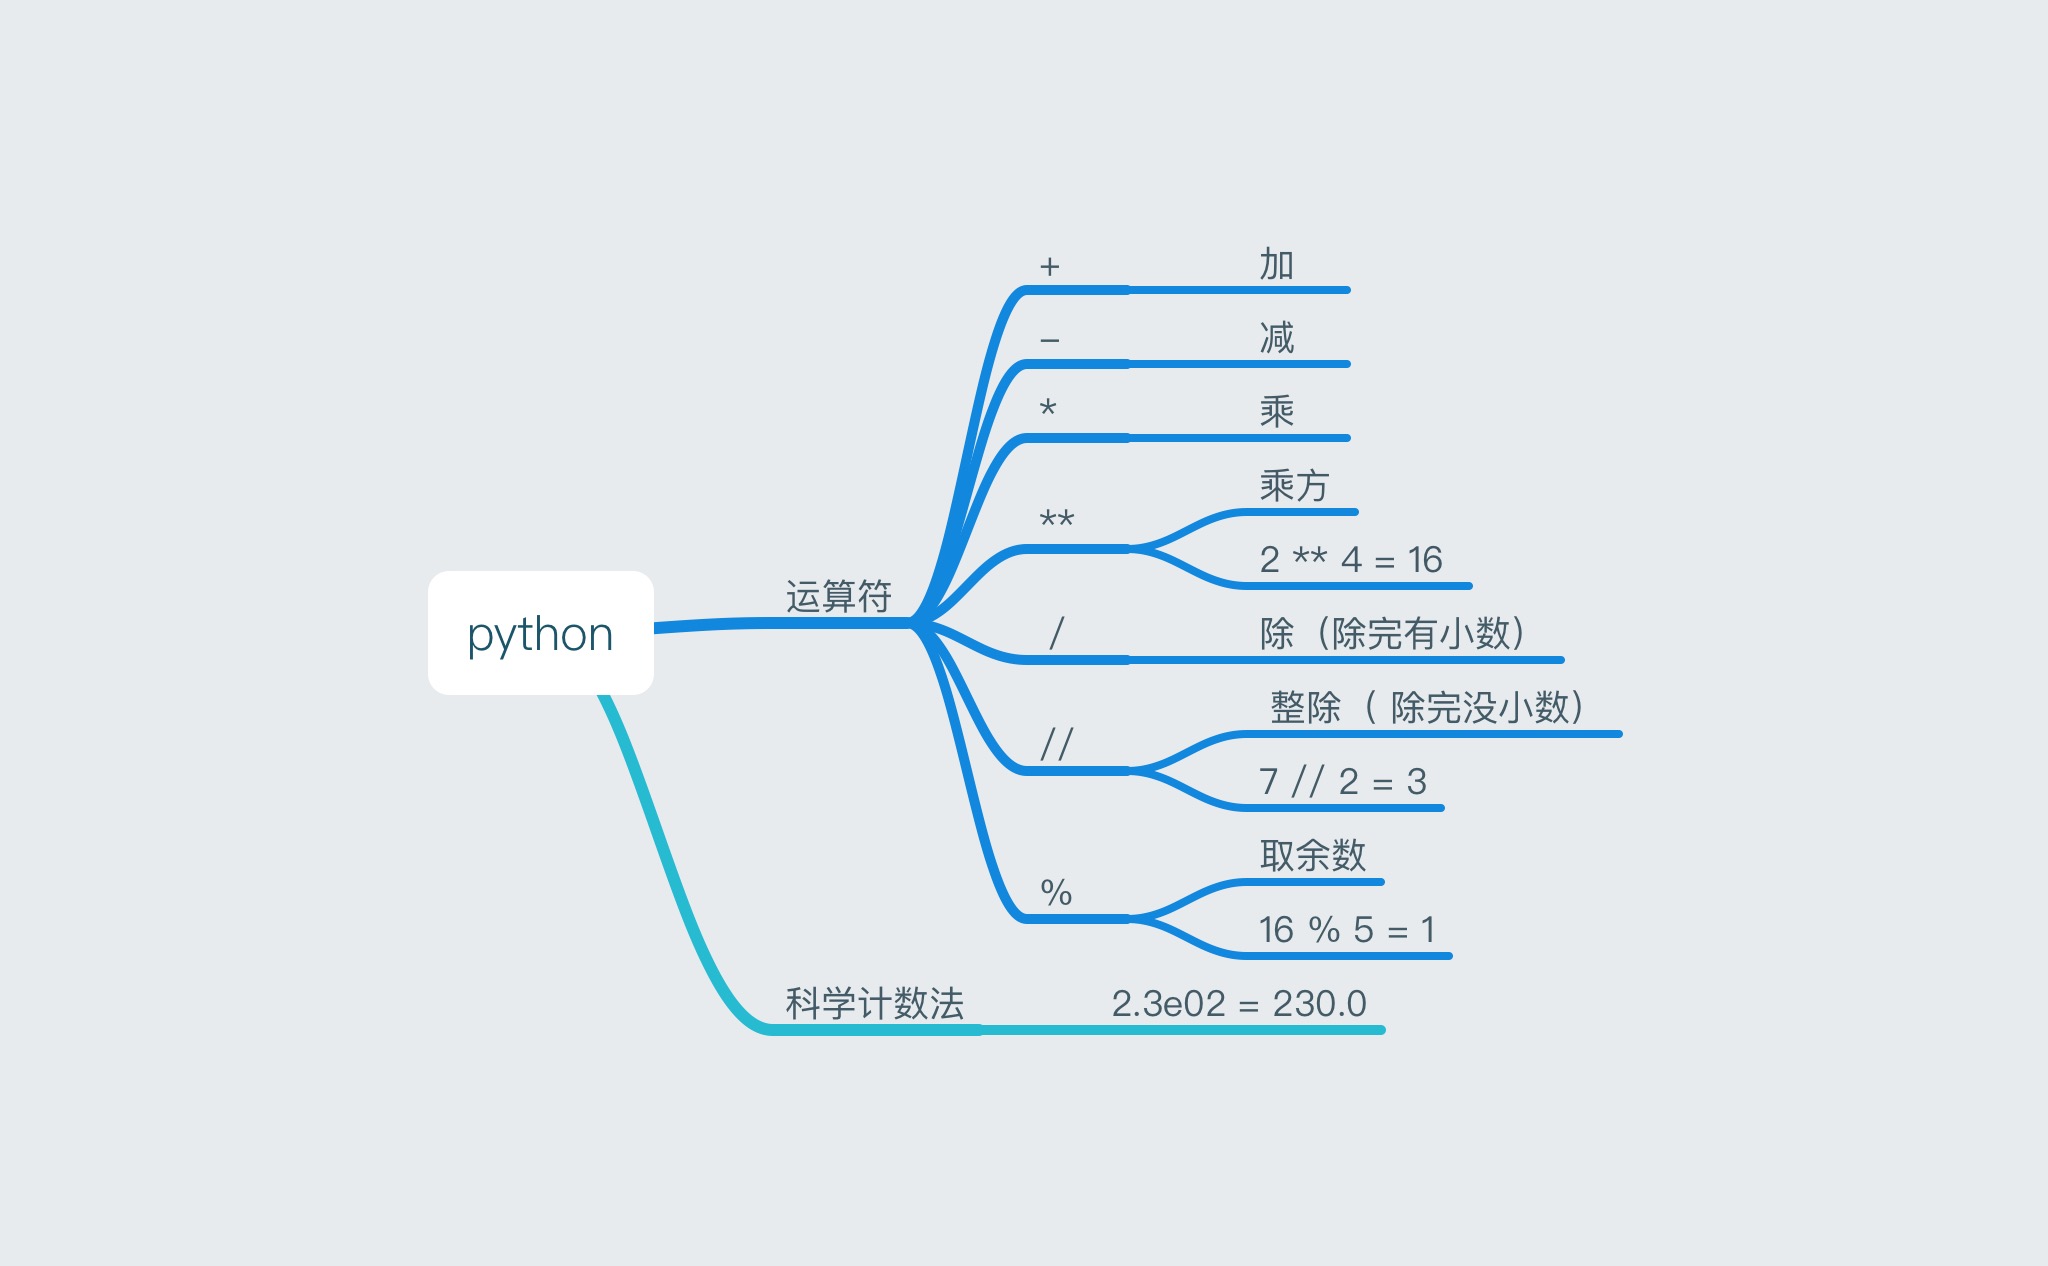 python
运算符
+
加
-
减
*
乘
**
乘方
2 ** 4 = 16
/
除（除完有小数）
//
整除（ 除完没小数）
7 // 2 = 3
%
取余数
16 % 5 = 1
科学计数法
2.3e02 = 230.0